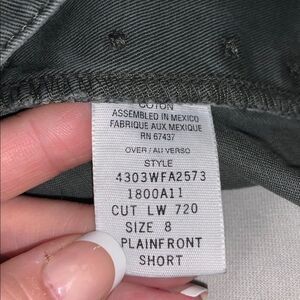 COTON
ASSEMBLED IN MEXICO
FABRIQUE AUX MEXIQUE
RN 67437
OVER / AU VERSO
STYLE
4303WFA2573
1800A11
CUT LW 720
SIZE 8
PLAINFRONT
SHORT